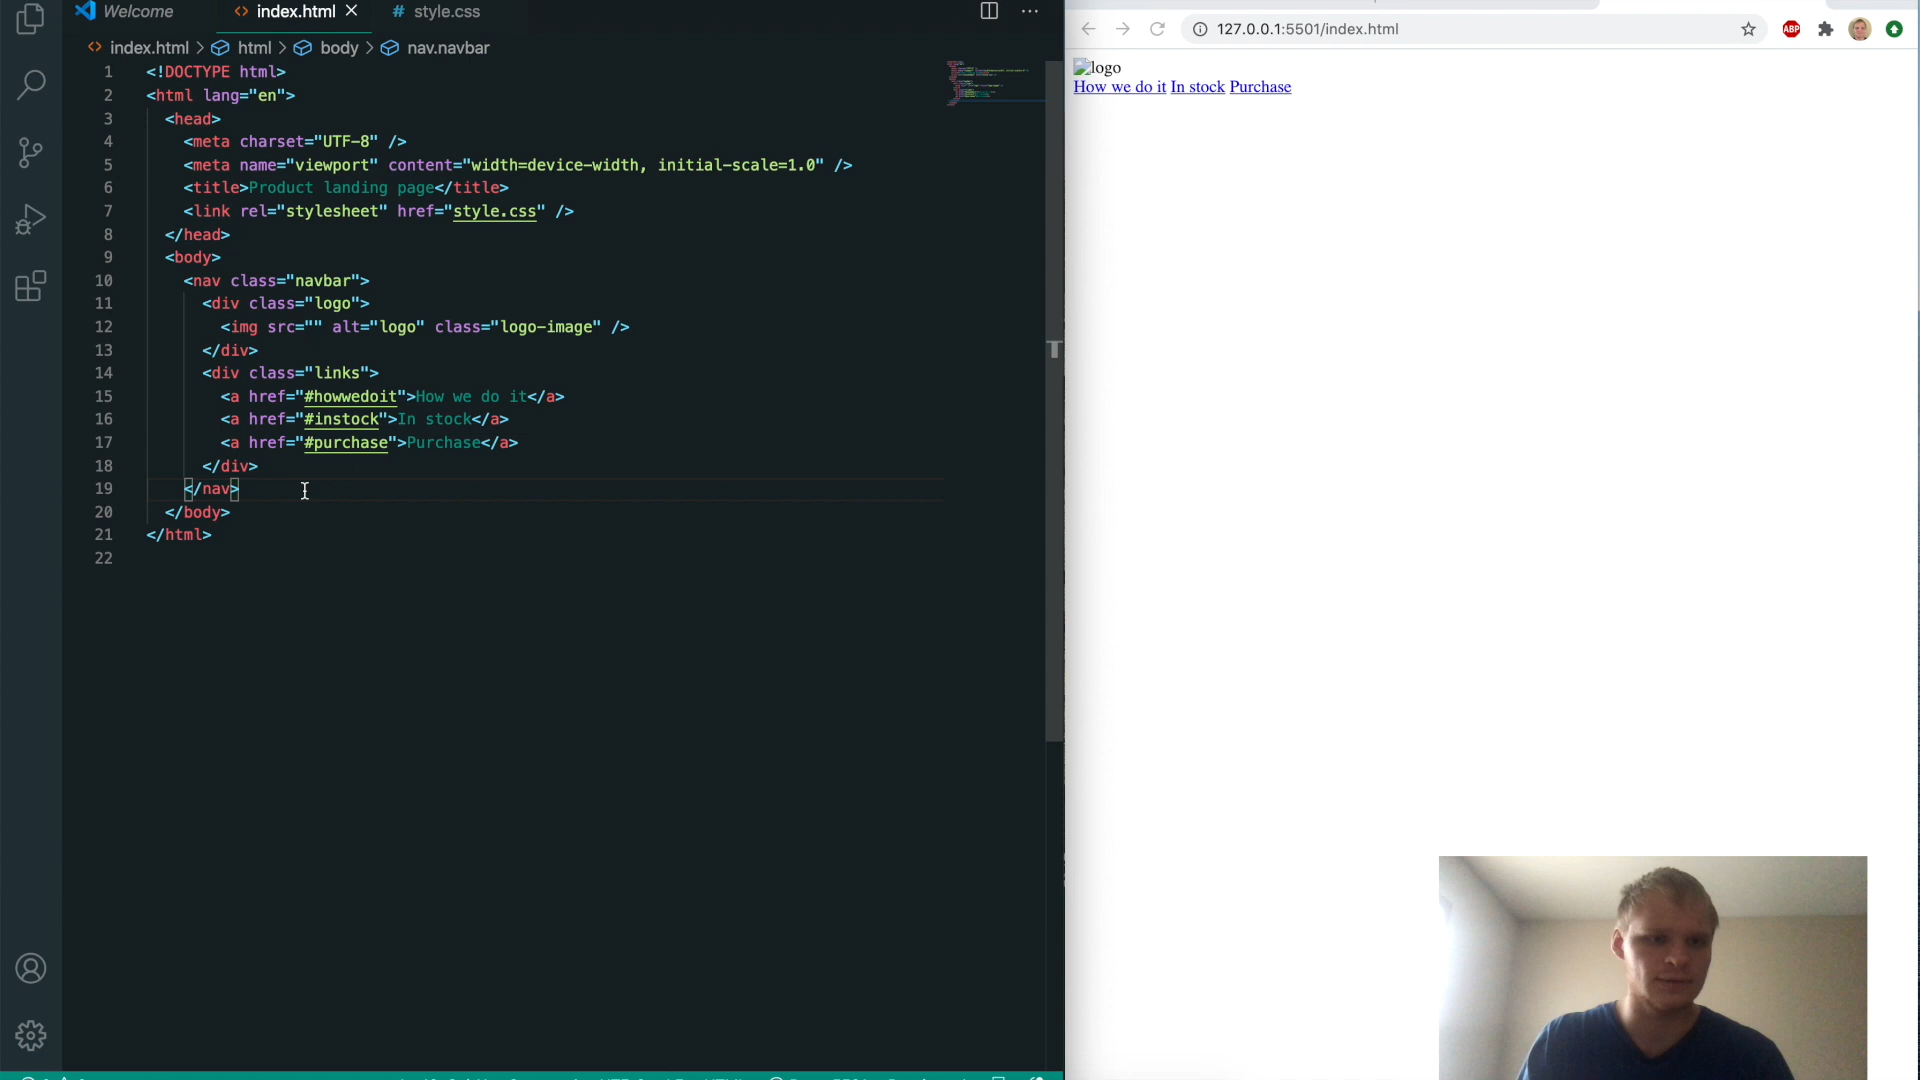 Welcome
index.html
# style.css
index.html > html > body > nav.navbar
1 <!DOCTYPE html>
2 <html lang="en">
3 <head>
4 <meta charset="UTF-8" />
5 <meta name="viewport" content="width=device-width, initial-scale=1.0" />
6 <title>Product landing page</title>
7 <link rel="stylesheet" href="style.css" />
8 </head>
9 <body>
10 <nav class="navbar">
11 <div class="logo">
12 <img src="" alt="logo" class="logo-image" />
13 </div>
14 <div class="links">
15 <a href="#howwedoit">How we do it</a>
16 <a href="#instock">In stock</a>
17 <a href="#purchase">Purchase</a>
18 </div>
19 </nav>
20 </body>
21 </html>
22
127.0.0.1:5501/index.html
ABP
logo
How we do it In stock Purchase